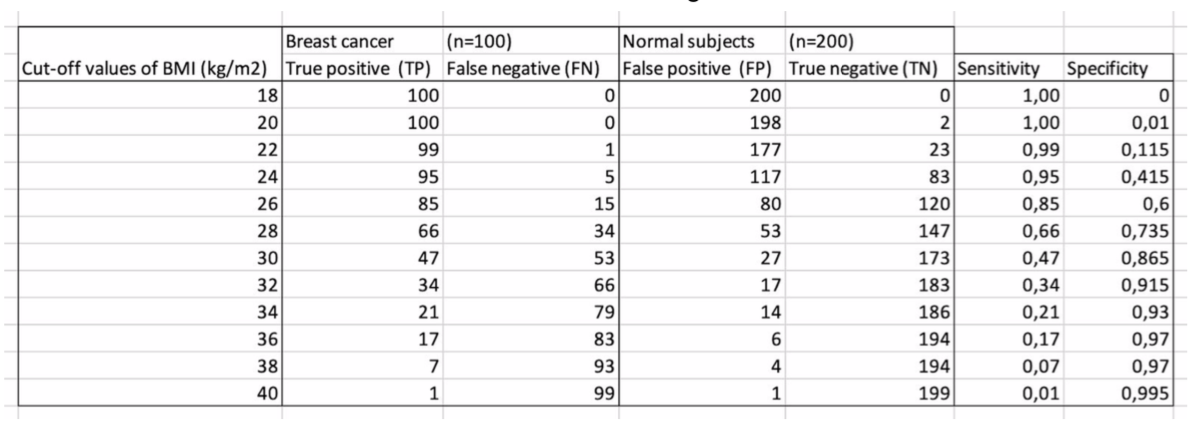 Breast cancer (n=100) Normal subjects (n=200)
Cut-off values of BMI (kg/m2) True positive (TP) False negative (FN) False positive (FP) True negative (TN) Sensitivity Specificity
18 100 0 200 0 1,00 0
20 100 0 198 2 1,00 0,01
22 99 1 177 23 0,99 0,115
24 95 5 117 83 0,95 0,415
26 85 15 80 120 0,85 0,6
28 66 34 53 147 0,66 0,735
30 47 53 27 173 0,47 0,865
32 34 66 17 183 0,34 0,915
34 21 79 14 186 0,21 0,93
36 17 83 6 194 0,17 0,97
38 7 93 4 194 0,07 0,97
40 1 99 1 199 0,01 0,995